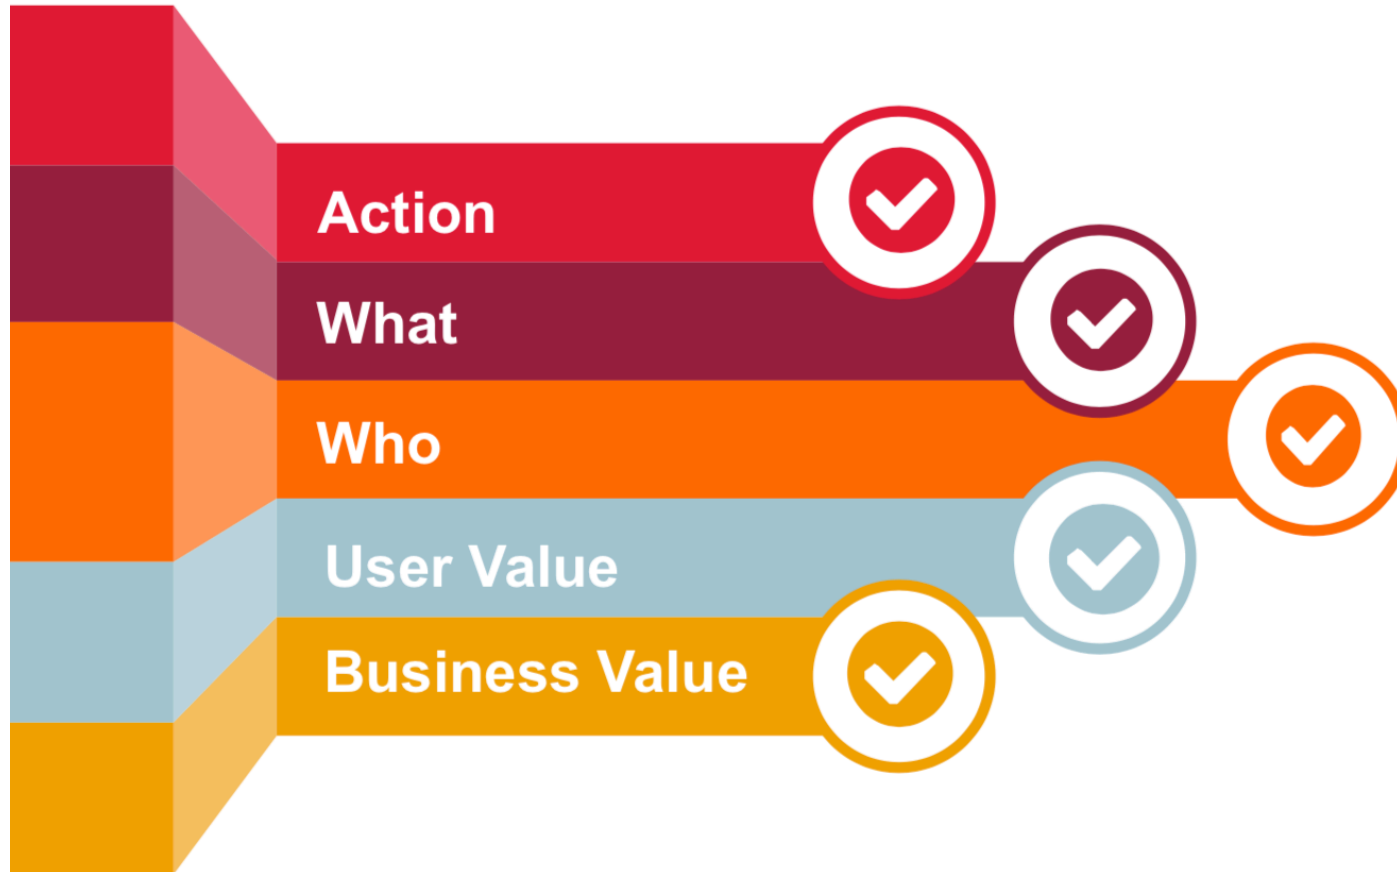 Action
What
Who
User Value
Business Value